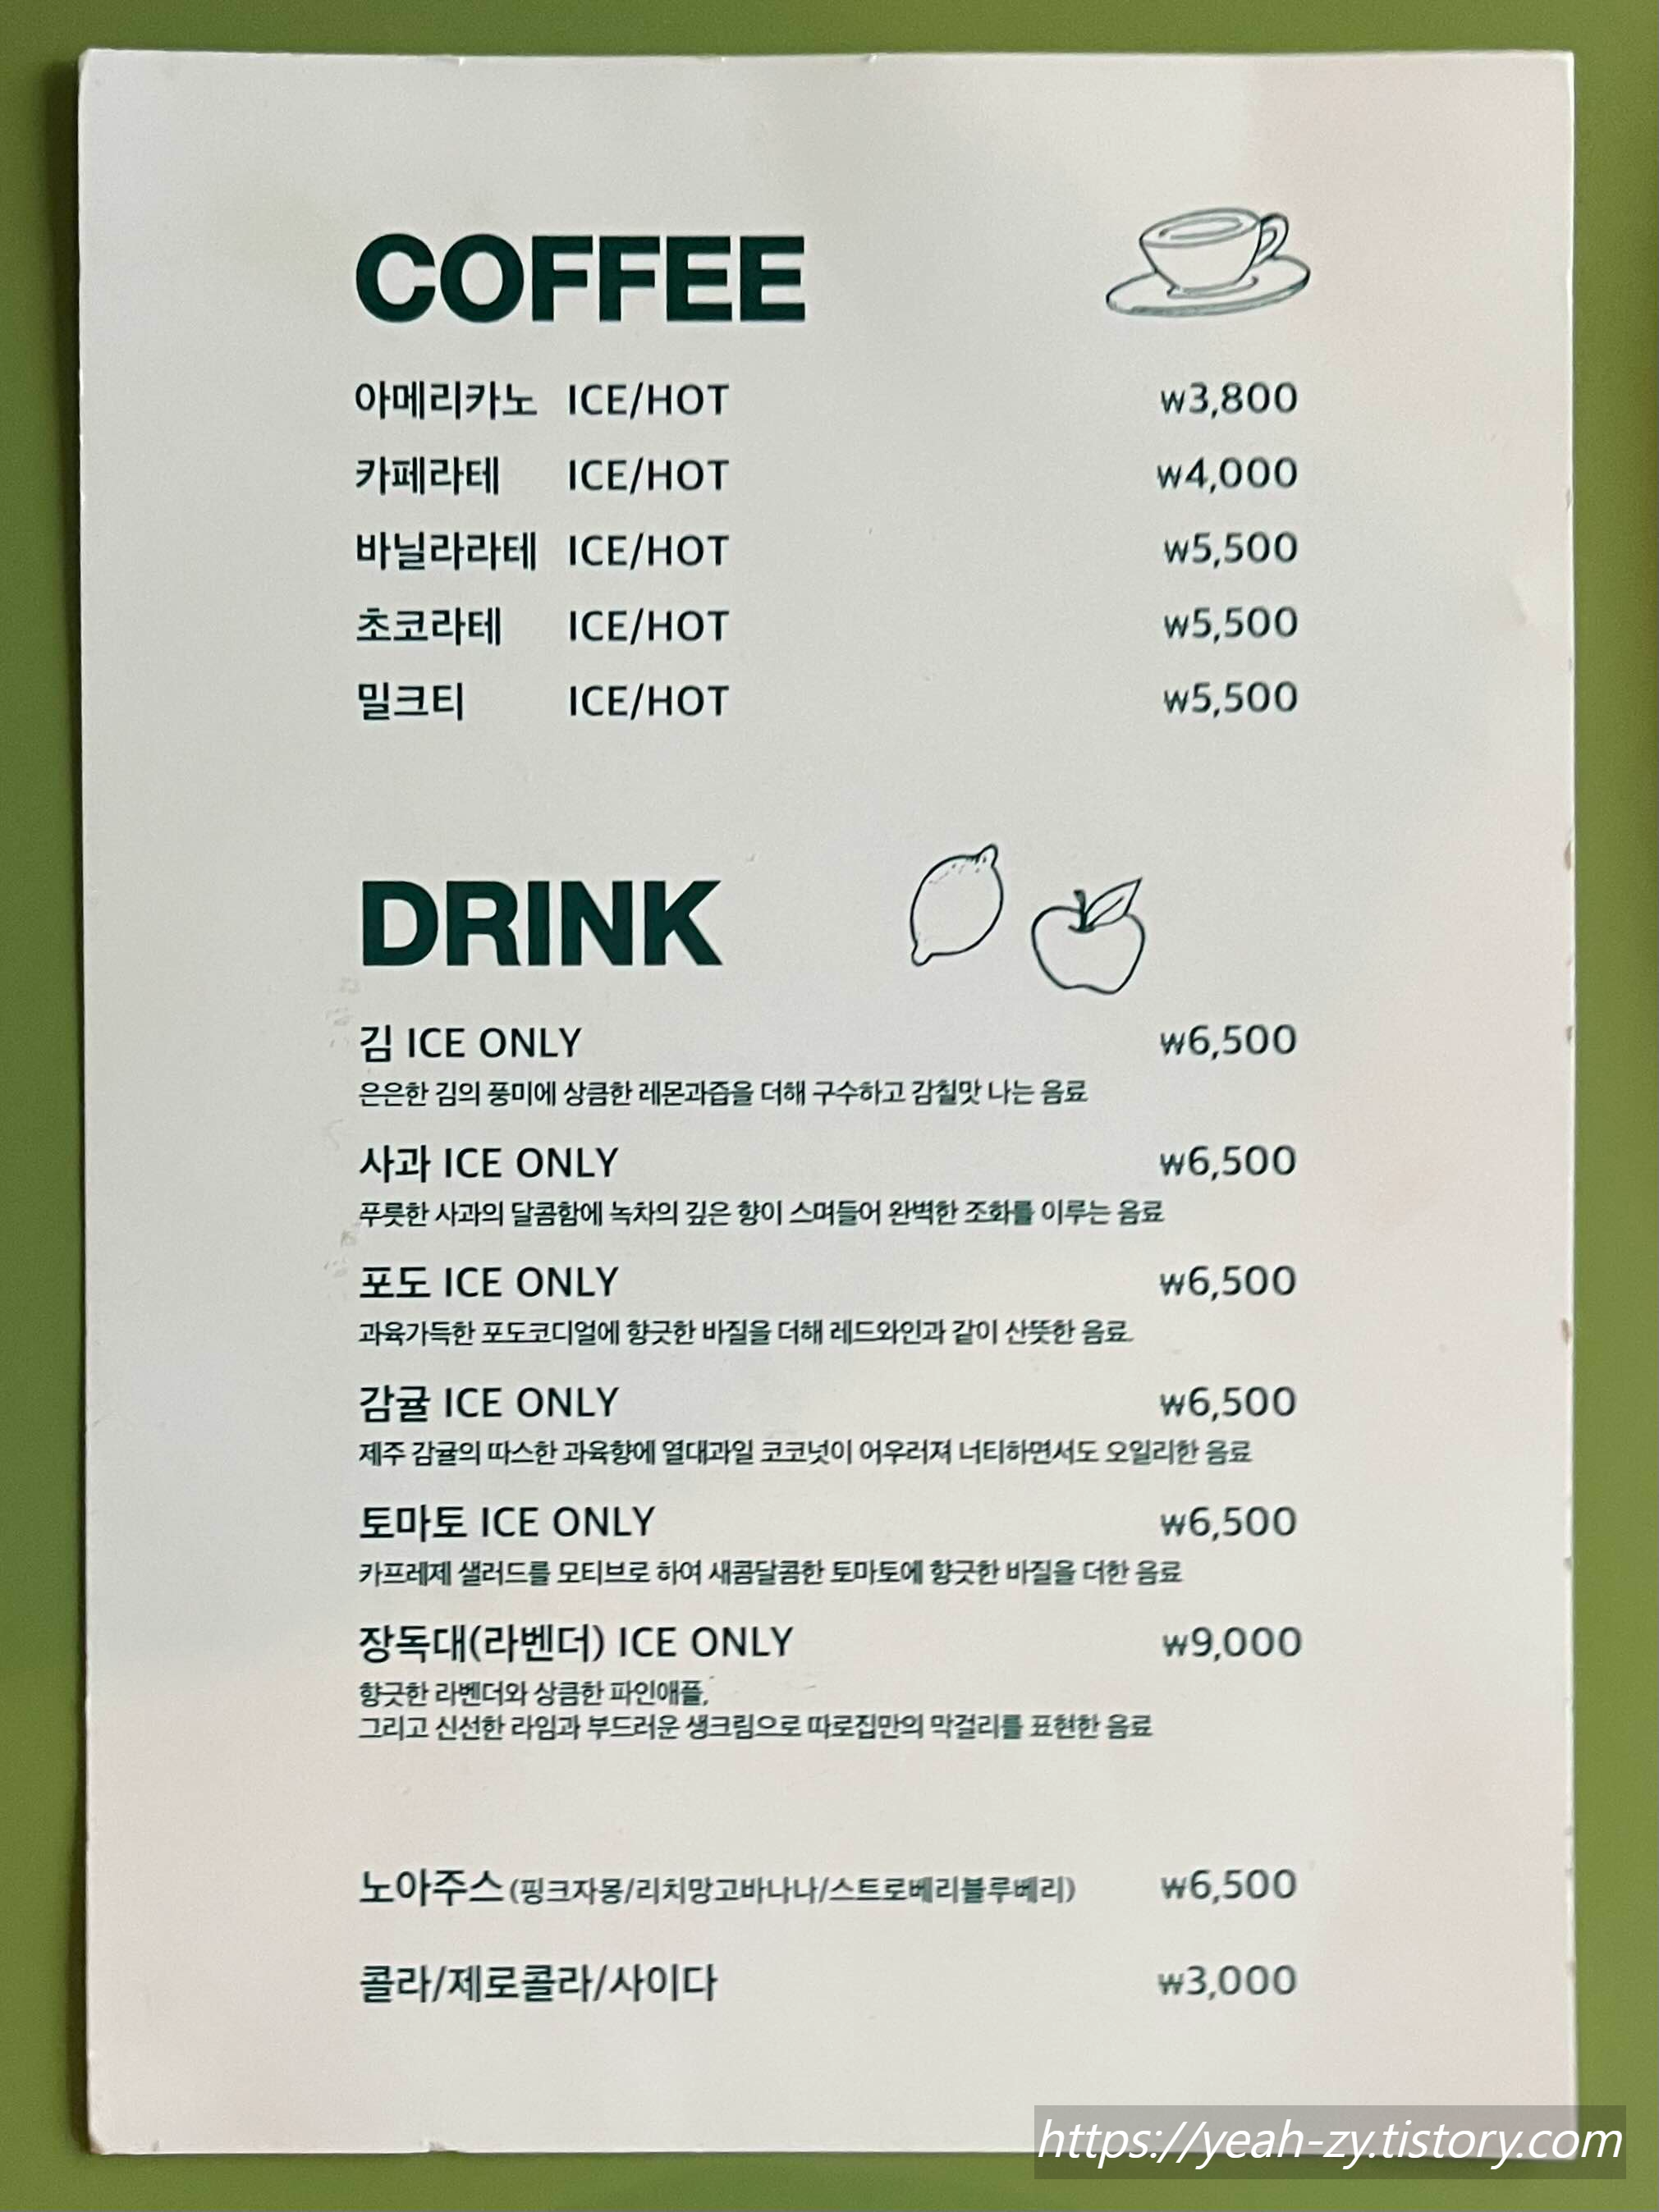 COFFEE
아메리카노 ICE/HOT ₩3,800
카페라테 ICE/HOT ₩4,000
바닐라라테 ICE/HOT ₩5,500
초코라테 ICE/HOT ₩5,500
밀크티 ICE/HOT ₩5,500
DRINK
김 ICE ONLY ₩6,500
은은한 김의 풍미에 상큼한 레몬과즙을 더해 구수하고 감칠맛 나는 음료
사과 ICE ONLY ₩6,500
푸릇한 사과의 달콤함에 녹차의 깊은 향이 스며들어 완벽한 조화를 이루는 음료
포도 ICE ONLY ₩6,500
과육가득한 포도코디얼에 향긋한 바질을 더해 레드와인과 같이 산뜻한 음료.
감귤 ICE ONLY ₩6,500
제주 감귤의 따스한 과육향에 열대과일 코코넛이 어우러져 너티하면서도 오일리한 음료
토마토 ICE ONLY ₩6,500
카프레제 샐러드를 모티브로 하여 새콤달콤한 토마토에 향긋한 바질을 더한 음료
장독대(라벤더) ICE ONLY ₩9,000
향긋한 라벤더와 상큼한 파인애플,
그리고 신선한 라임과 부드러운 생크림으로 따로집만의 막걸리를 표현한 음료
노아주스 (핑크자몽/리치망고바나나/스트로베리블루베리) ₩6,500
콜라/제로콜라/사이다 ₩3,000
https://yeah-zy.tistory.com